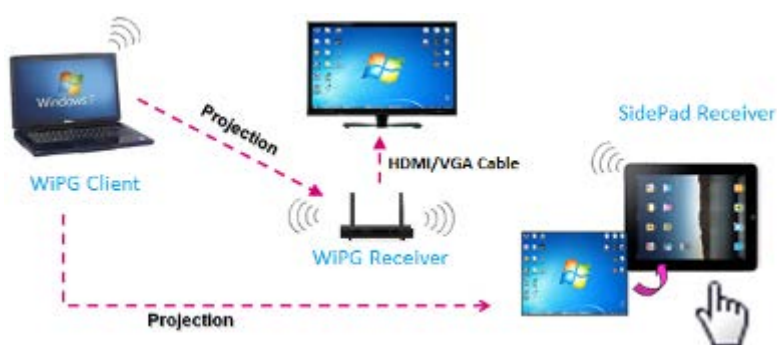 Windows 7
SidePad Receiver
Projection
HDMI/VGA Cable
WiPG Client
WiPG Receiver
Projection